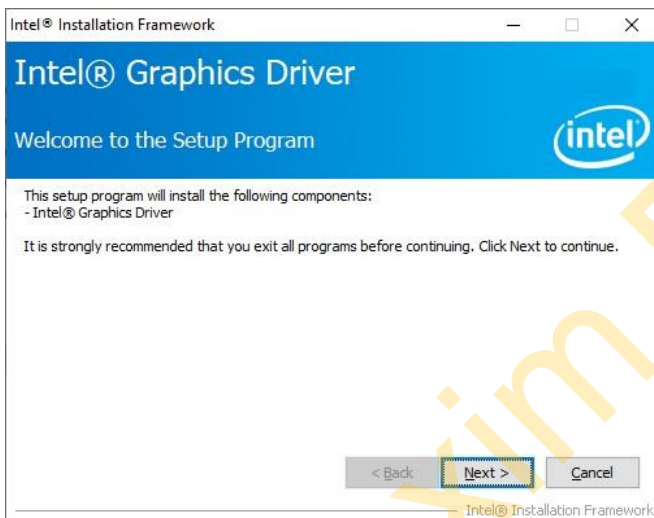 Intel® Installation Framework
Intel® Graphics Driver
Welcome to the Setup Program
intel
This setup program will install the following components:
- Intel® Graphics Driver
It is strongly recommended that you exit all programs before continuing. Click Next to continue.
< Back Next > Cancel
Intel® Installation Framework
xim